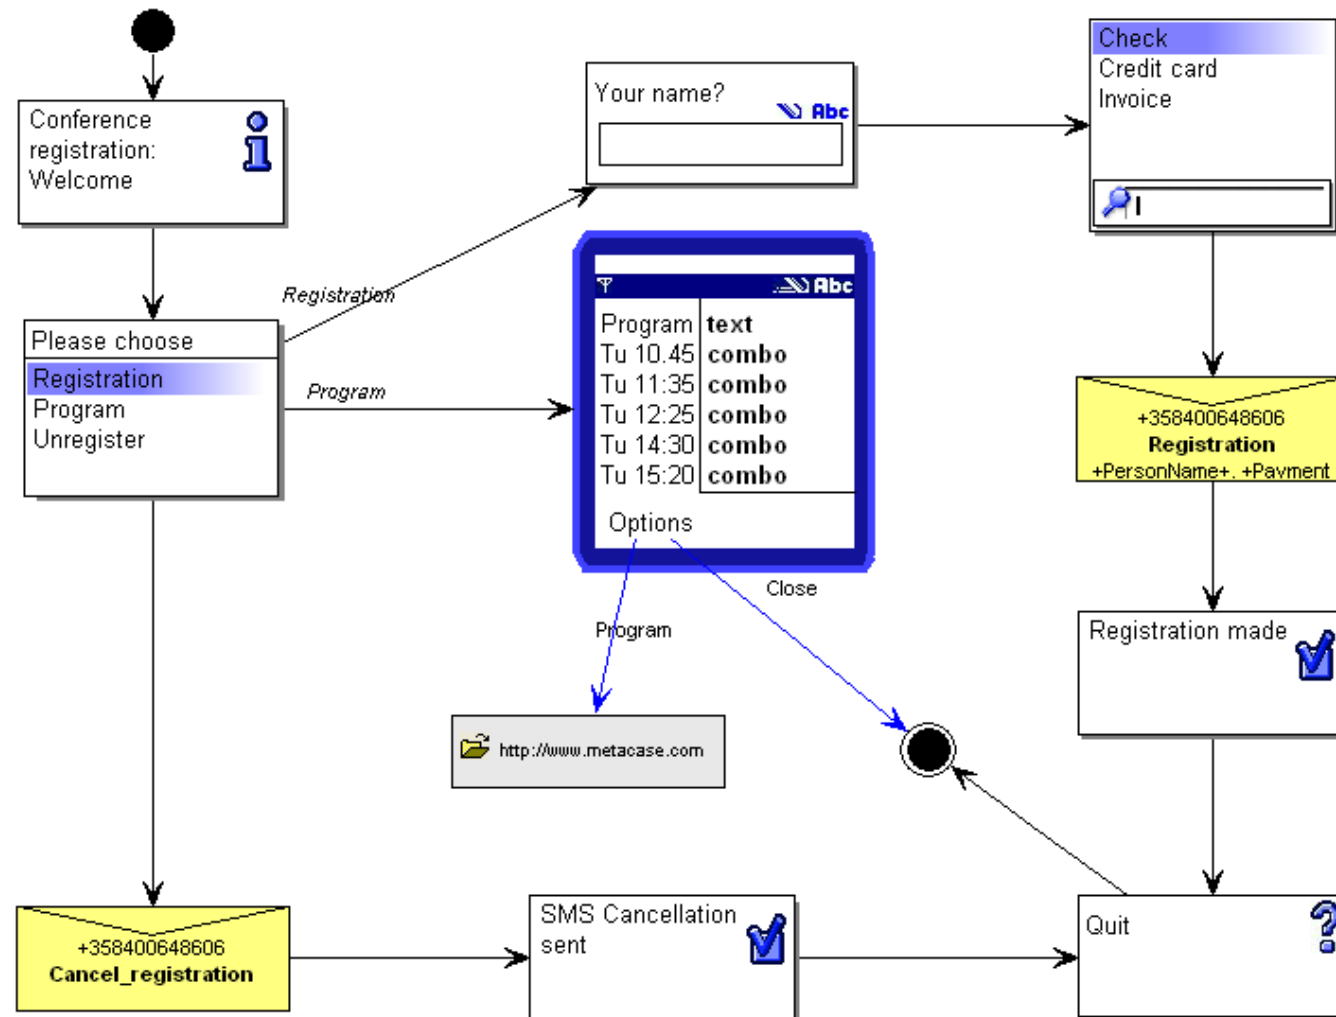 Conference
registration:
Welcome
Your name?
Abc
Check
Credit card
Invoice
Registration
Please choose
Registration
Program
Unregister
Program
Abc
Program text
Tu 10.45 combo
Tu 11:35 combo
Tu 12:25 combo
Tu 14:30 combo
Tu 15:20 combo
Options
Close
Program
+358400648606
Registration
+PersonName+. +Payment
Registration made
http://www.metacase.com
+358400648606
Cancel_registration
SMS Cancellation
sent
Quit